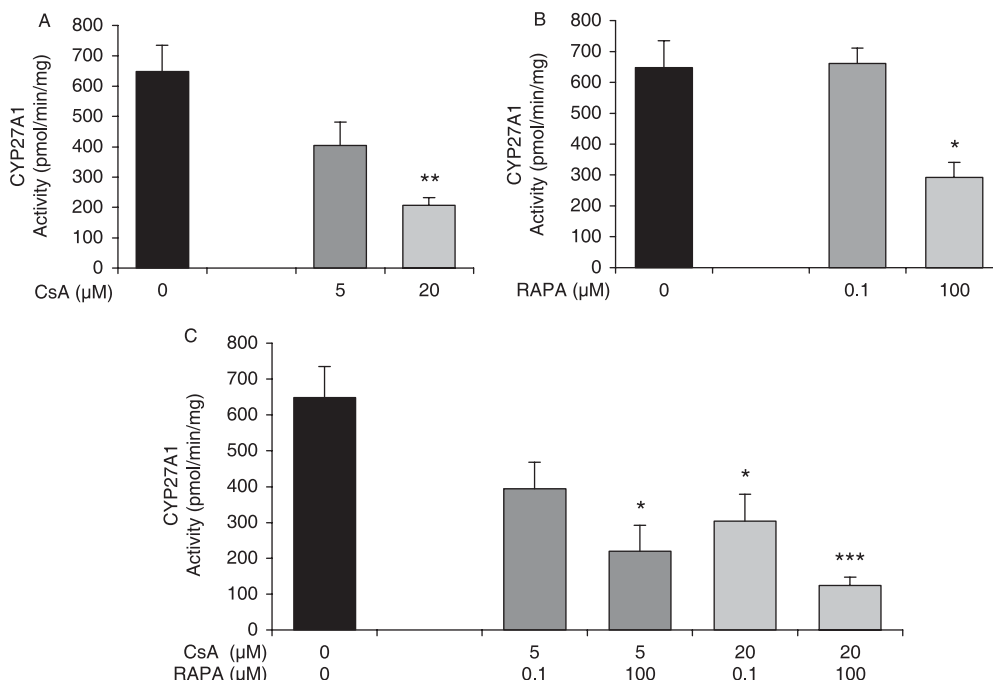 A
800
700
600
500
400
300
200
100
0
CYP27A1
Activity (pmol/min/mg)
**
CsA (µM) 0 5 20
B
800
700
600
500
400
300
200
100
0
CYP27A1
Activity (pmol/min/mg)
*
RAPA (µM) 0 0.1 100
C
800
700
600
500
400
300
200
100
0
CYP27A1
Activity (pmol/min/mg)
*
*
***
CsA (µM) 0 5 5 20 20
RAPA (µM) 0 0.1 100 0.1 100